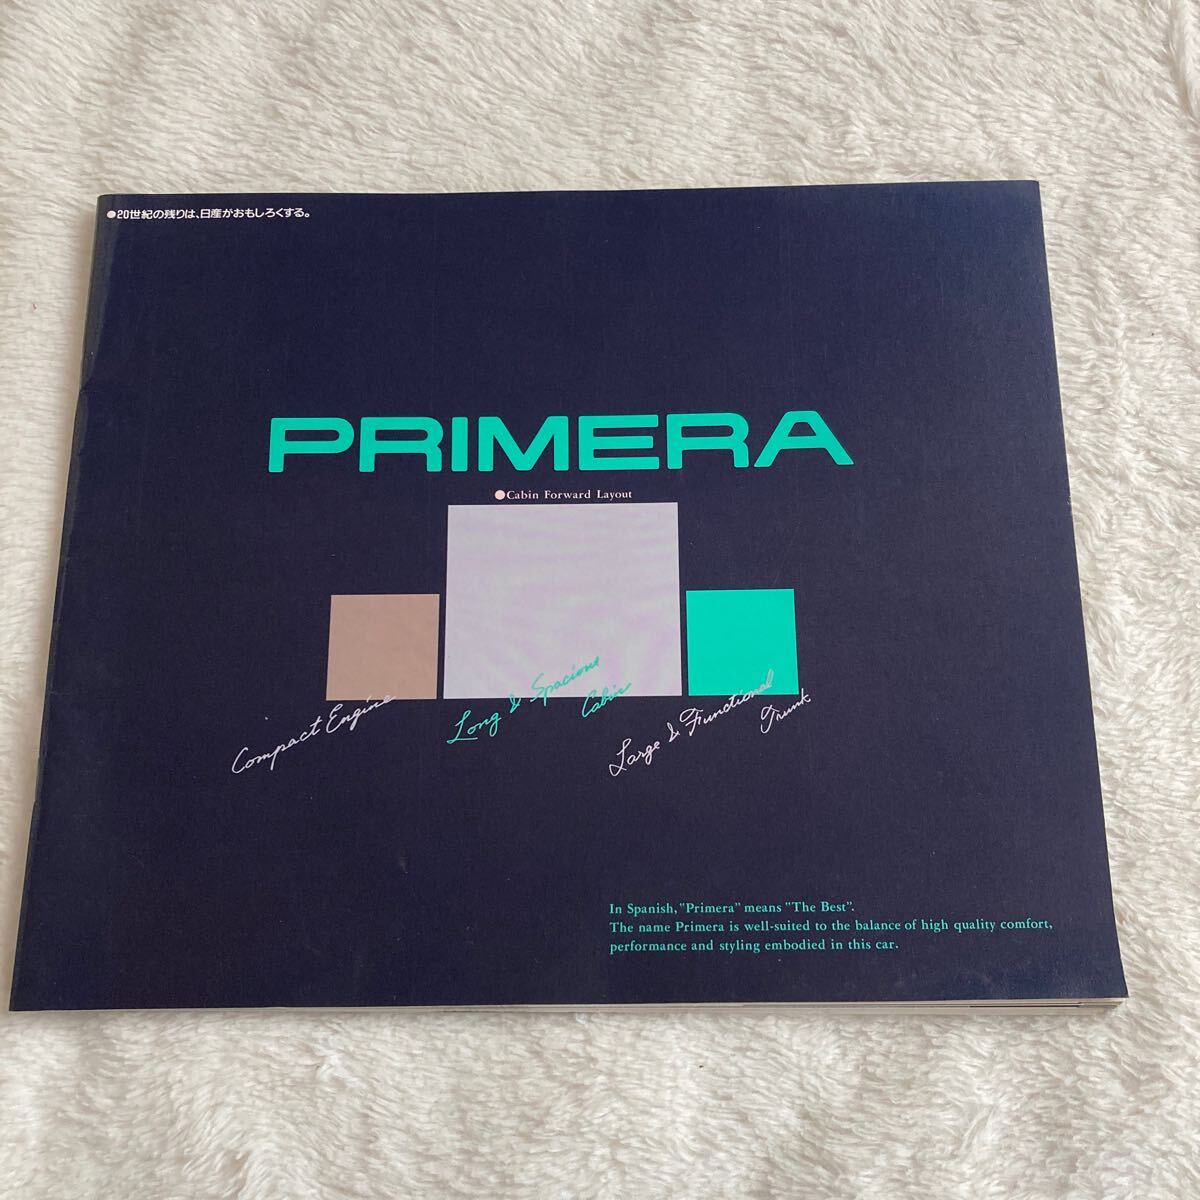 ●20世紀の残りは、日産がおもしろくする。
PRIMERA
●Cabin Forward Layout
Compact Engine
Long & Spacious
Cabin
Large & Functional
Trunk
In Spanish, "Primera" means "The Best".
The name Primera is well-suited to the balance of high quality comfort,
performance and styling embodied in this car.